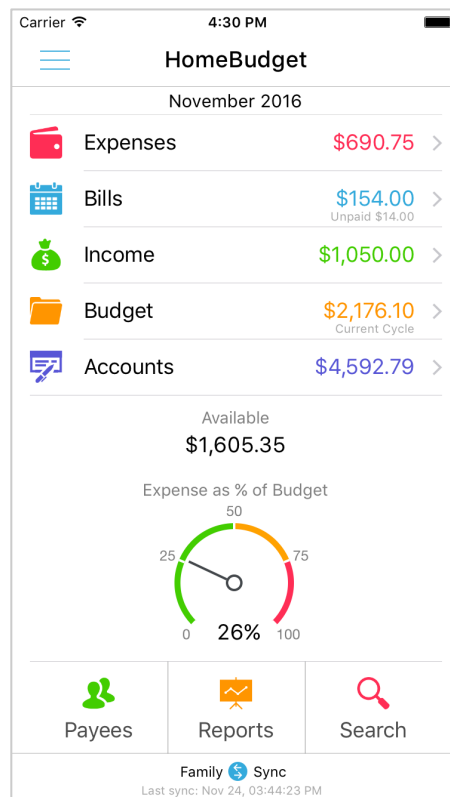 Carrier 4:30 PM
HomeBudget
November 2016
Expenses $690.75
Bills $154.00
Unpaid $14.00
$
Income $1,050.00
Budget $2,176.10
Current Cycle
Accounts $4,592.79
Available
$1,605.35
Expense as % of Budget
50
25 75
0 26% 100
Payees Reports Search
Family Sync
Last sync: Nov 24, 03:44:23 PM